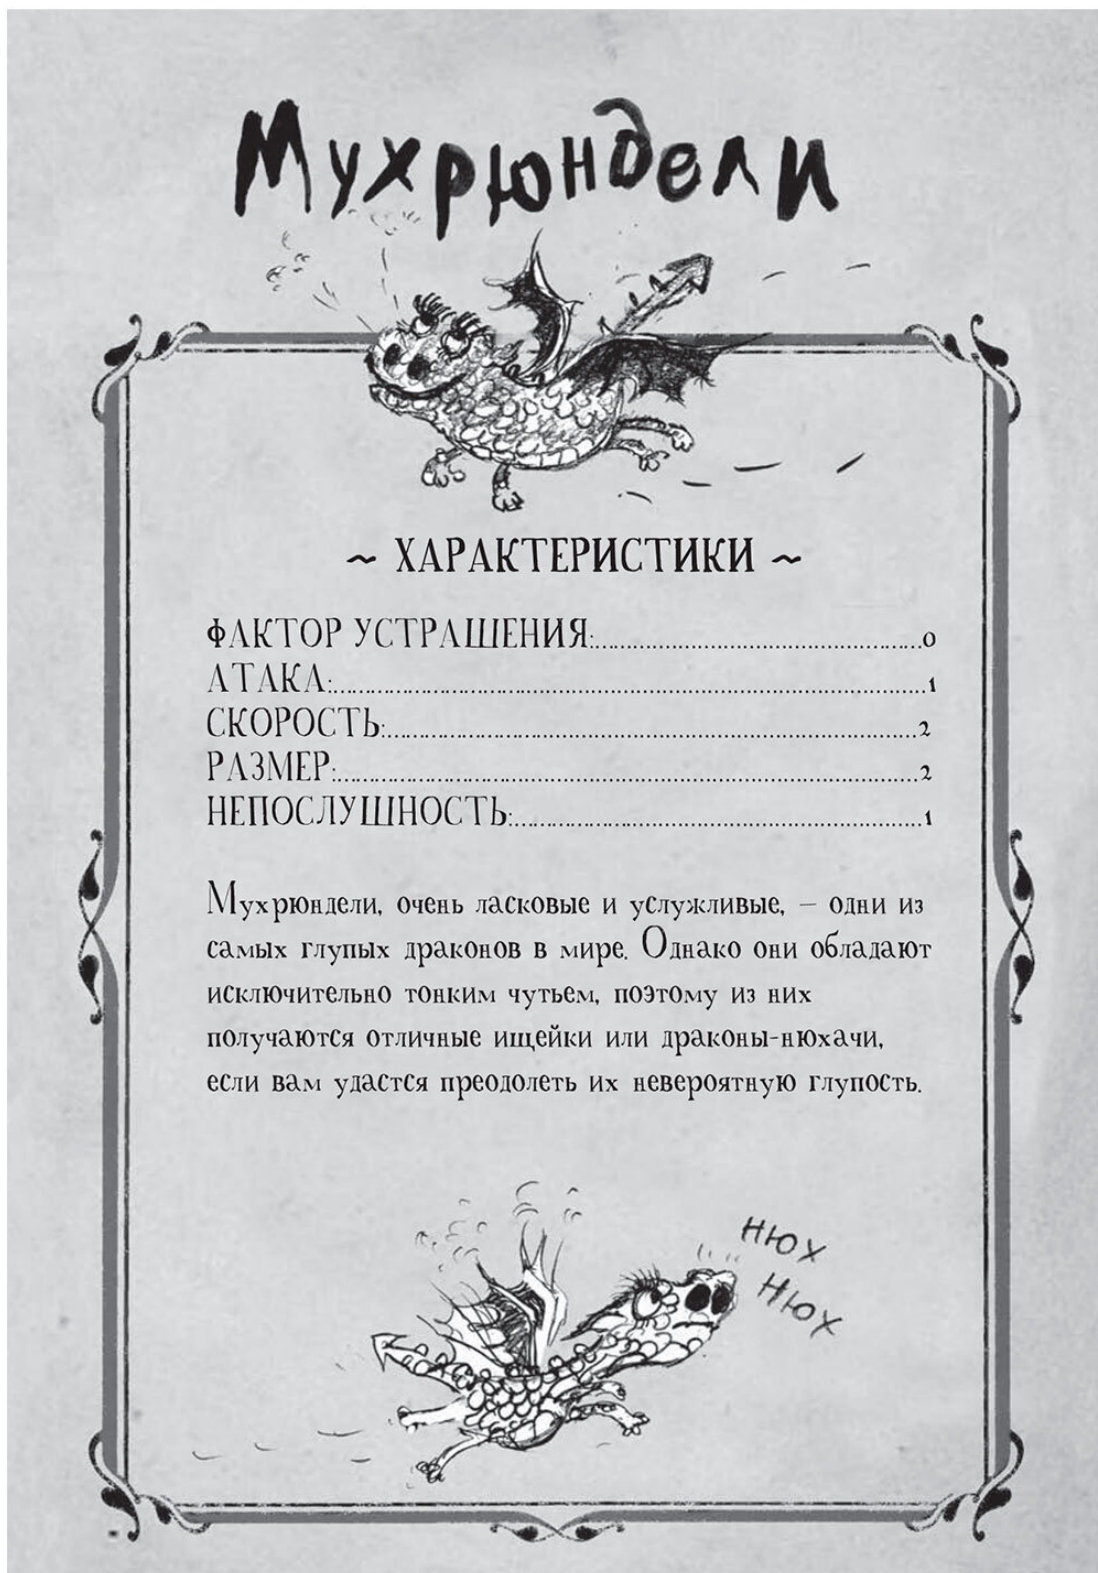 Мухрюндели
~ ХАРАКТЕРИСТИКИ ~
ФАКТОР УСТРАШЕНИЯ:..................................................0
АТАКА:..................................................1
СКОРОСТЬ:..................................................2
РАЗМЕР:..................................................2
НЕПОСЛУШНОСТЬ:..................................................1
Мухрюндели, очень ласковые и услужливые, – одни из
самых глупых драконов в мире. Однако они обладают
исключительно тонким чутьем, поэтому из них
получаются отличные ищейки или драконы-нюхачи,
если вам удастся преодолеть их невероятную глупость.
НЮХ
НЮХ